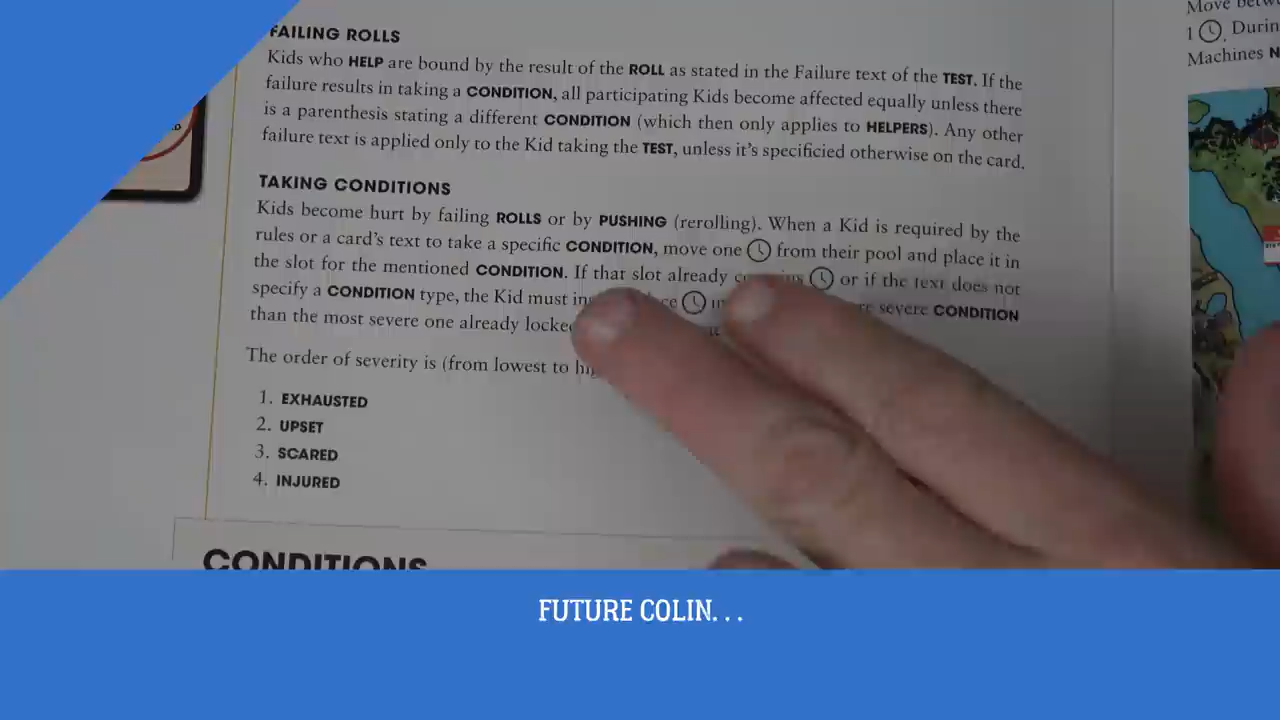 FAILING ROLLS
Kids who HELP are bound by the result of the ROLL as stated in the Failure text of the TEST. If the
failure results in taking a CONDITION, all participating Kids become affected equally unless there
is a parenthesis stating a different CONDITION (which then only applies to HELPERS). Any other
failure text is applied only to the Kid taking the TEST, unless it's specificied otherwise on the card.
TAKING CONDITIONS
Kids become hurt by failing ROLLS or by PUSHING (rerolling). When a Kid is required by the
rules or a card's text to take a specific CONDITION, move one from their pool and place it in
the slot for the mentioned CONDITION. If that slot already or if the text does not
specify a CONDITION type, the Kid must severe CONDITION
than the most severe one already
The order of severity is (from lowest to
1. EXHAUSTED
2. UPSET
3. SCARED
4. INJURED
CONDITIONS
Move
1
Machines
FUTURE COLIN...